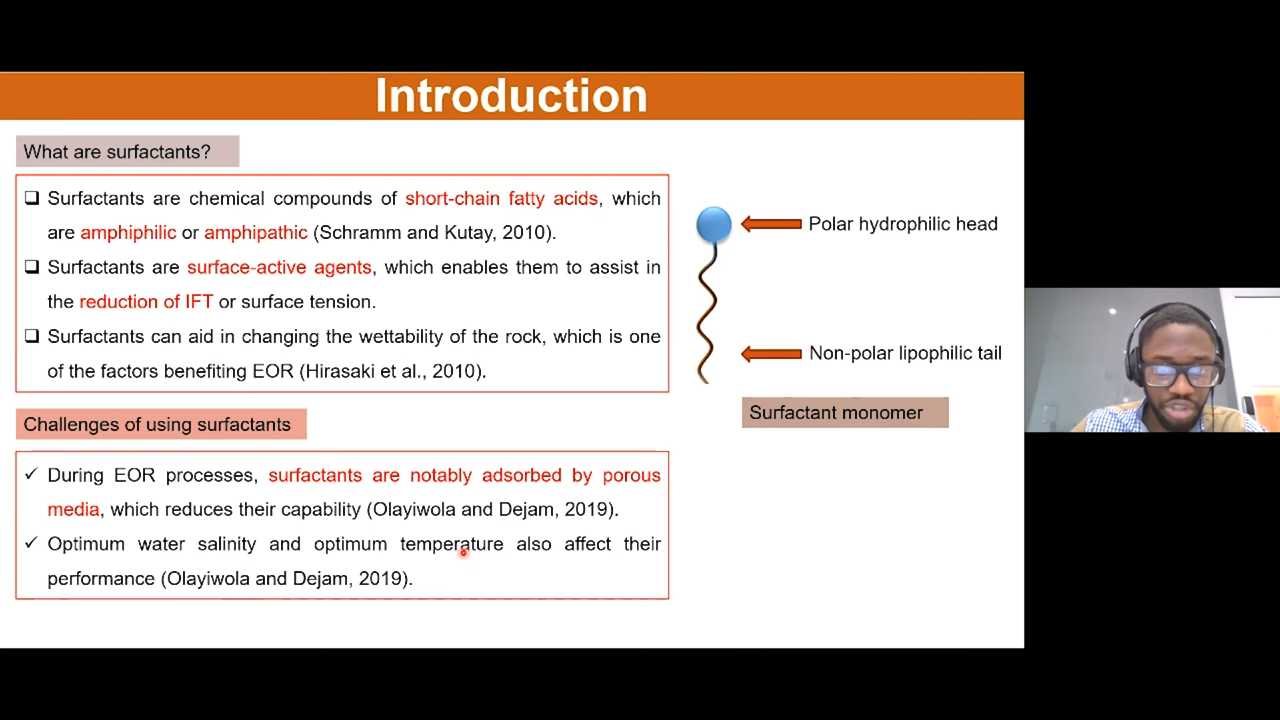 Introduction
What are surfactants?
❑ Surfactants are chemical compounds of short-chain fatty acids, which
are amphiphilic or amphipathic (Schramm and Kutay, 2010).
❑ Surfactants are surface-active agents, which enables them to assist in
the reduction of IFT or surface tension.
❑ Surfactants can aid in changing the wettability of the rock, which is one
of the factors benefiting EOR (Hirasaki et al., 2010).
Polar hydrophilic head
Non-polar lipophilic tail
Surfactant monomer
Challenges of using surfactants
✓ During EOR processes, surfactants are notably adsorbed by porous
media, which reduces their capability (Olayiwola and Dejam, 2019).
✓ Optimum water salinity and optimum temperature also affect their
performance (Olayiwola and Dejam, 2019).